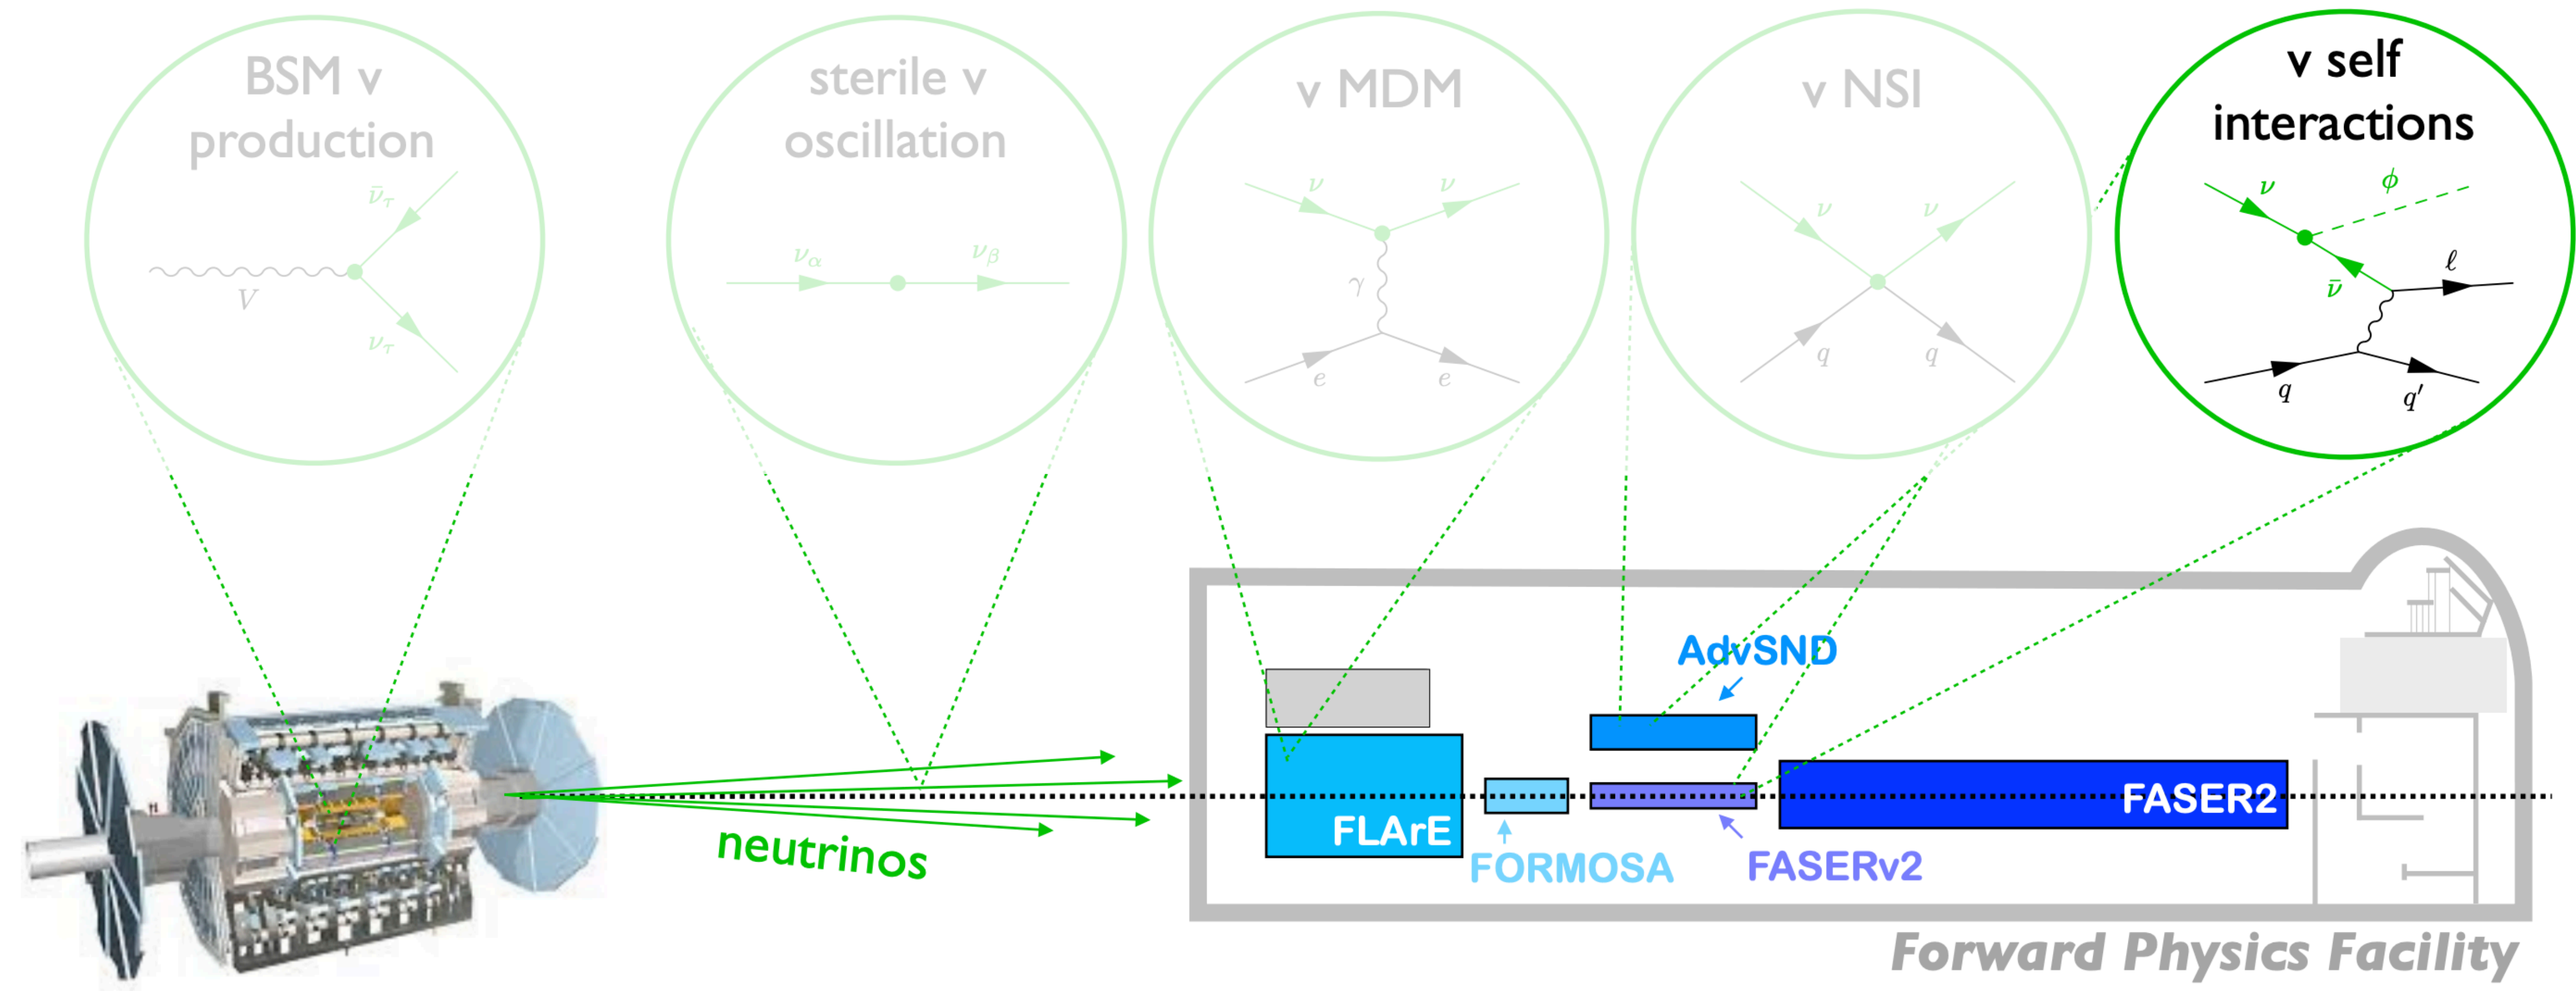 BSM ν
production
ν̄τ
V
ντ
sterile ν
oscillation
να
νβ
ν MDM
ν
ν
γ
e
e
ν NSI
ν
ν
q
q
ν self
interactions
ν
ϕ
ν̄
ℓ
q
q′
neutrinos
AdvSND
FLArE
FORMOSA
FASERν2
FASER2
Forward Physics Facility